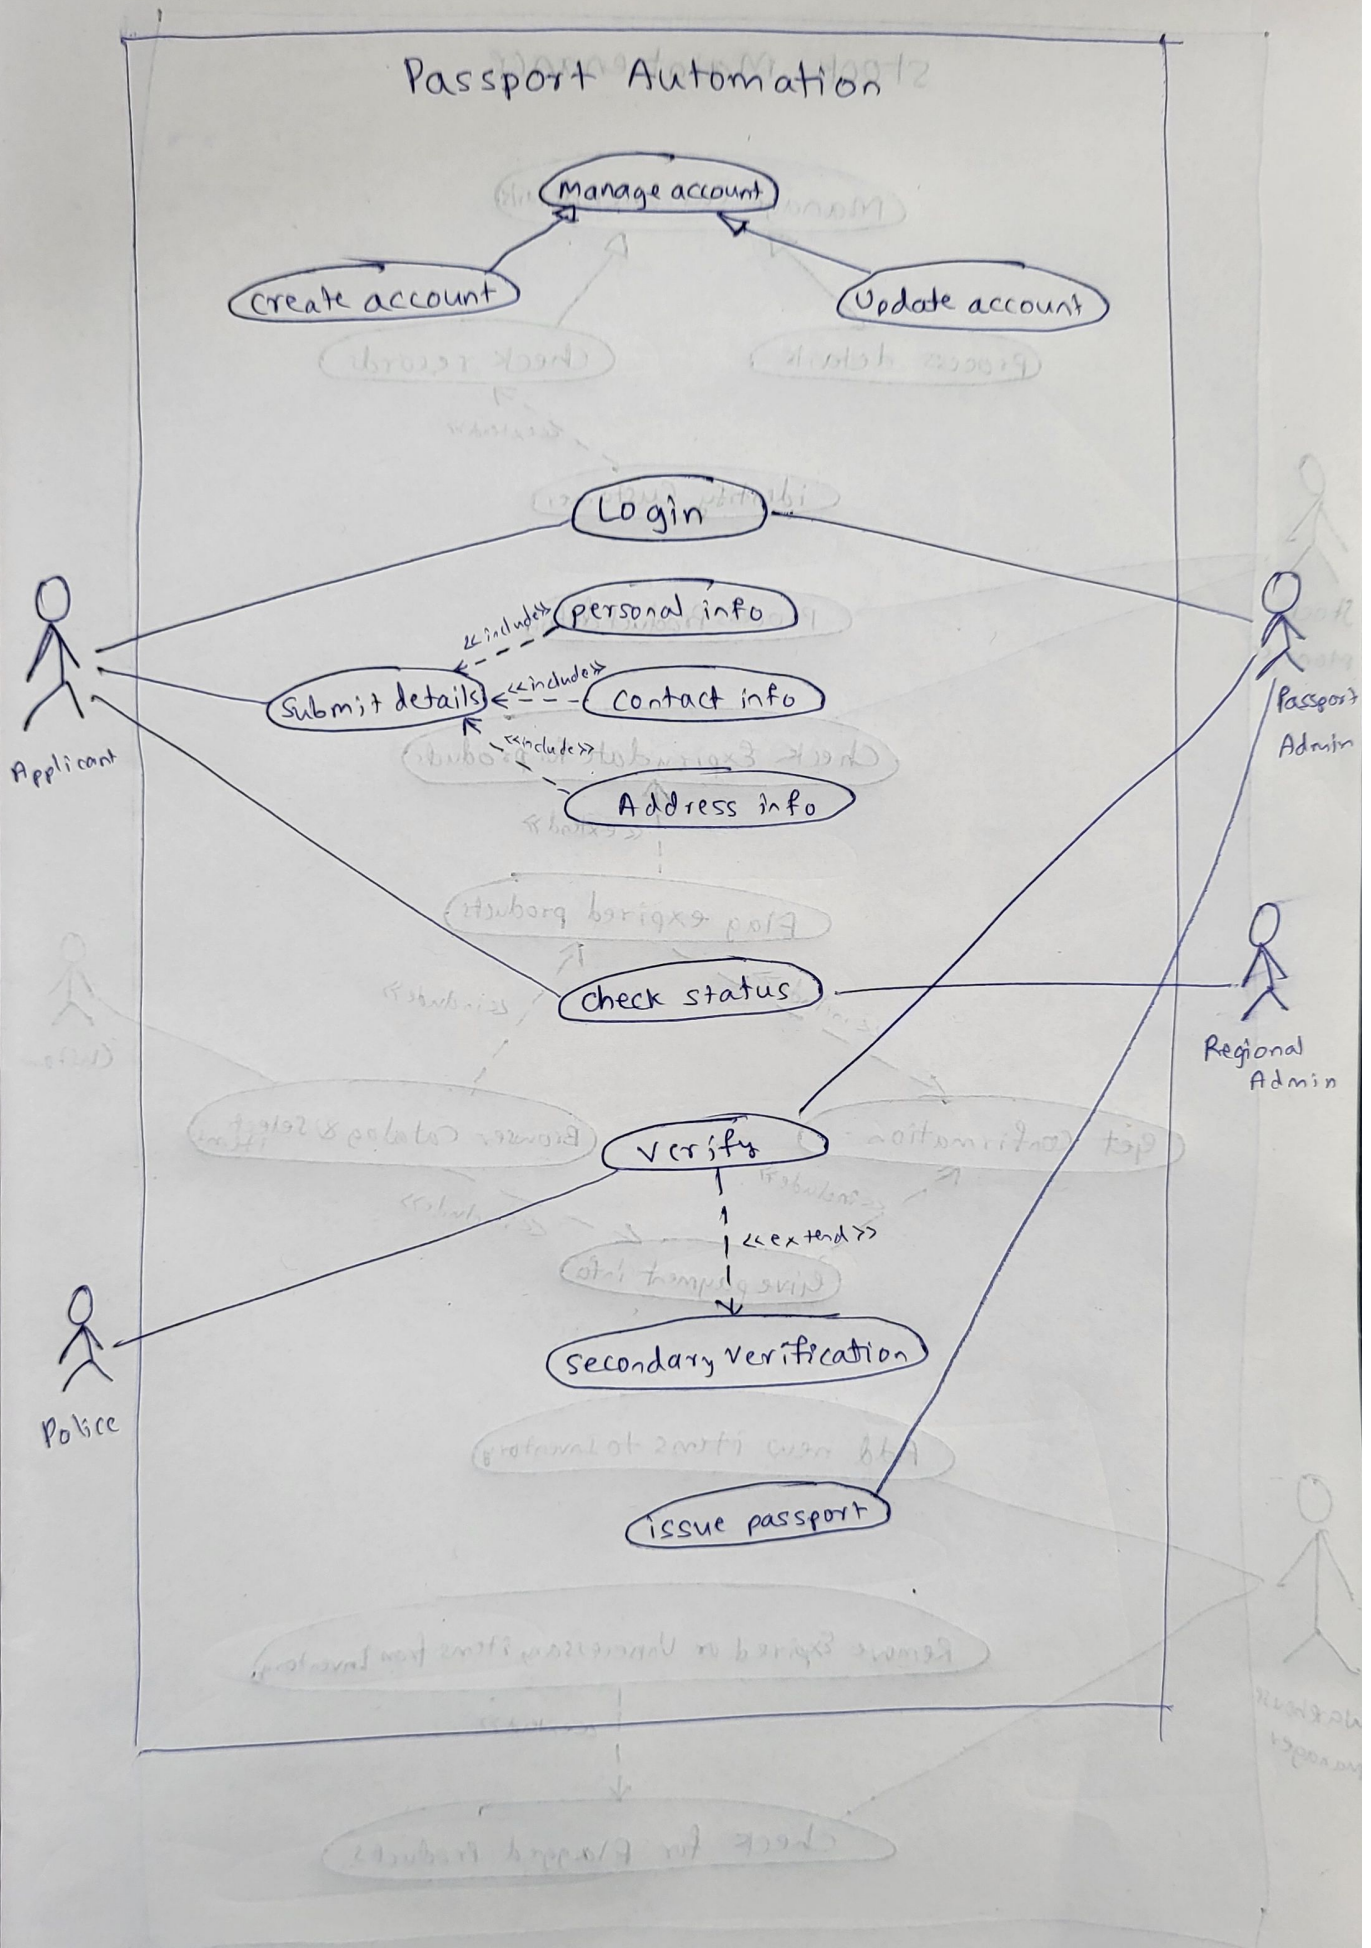 Passport Automation
Manage account
Create account
Update account
Login
personal info
<<include>>
Submit details
<<include>>
Contact info
<<include>>
Address info
Applicant
Passport
Admin
check status
Regional
Admin
Verify
<<extend>>
Secondary Verification
Police
issue passport